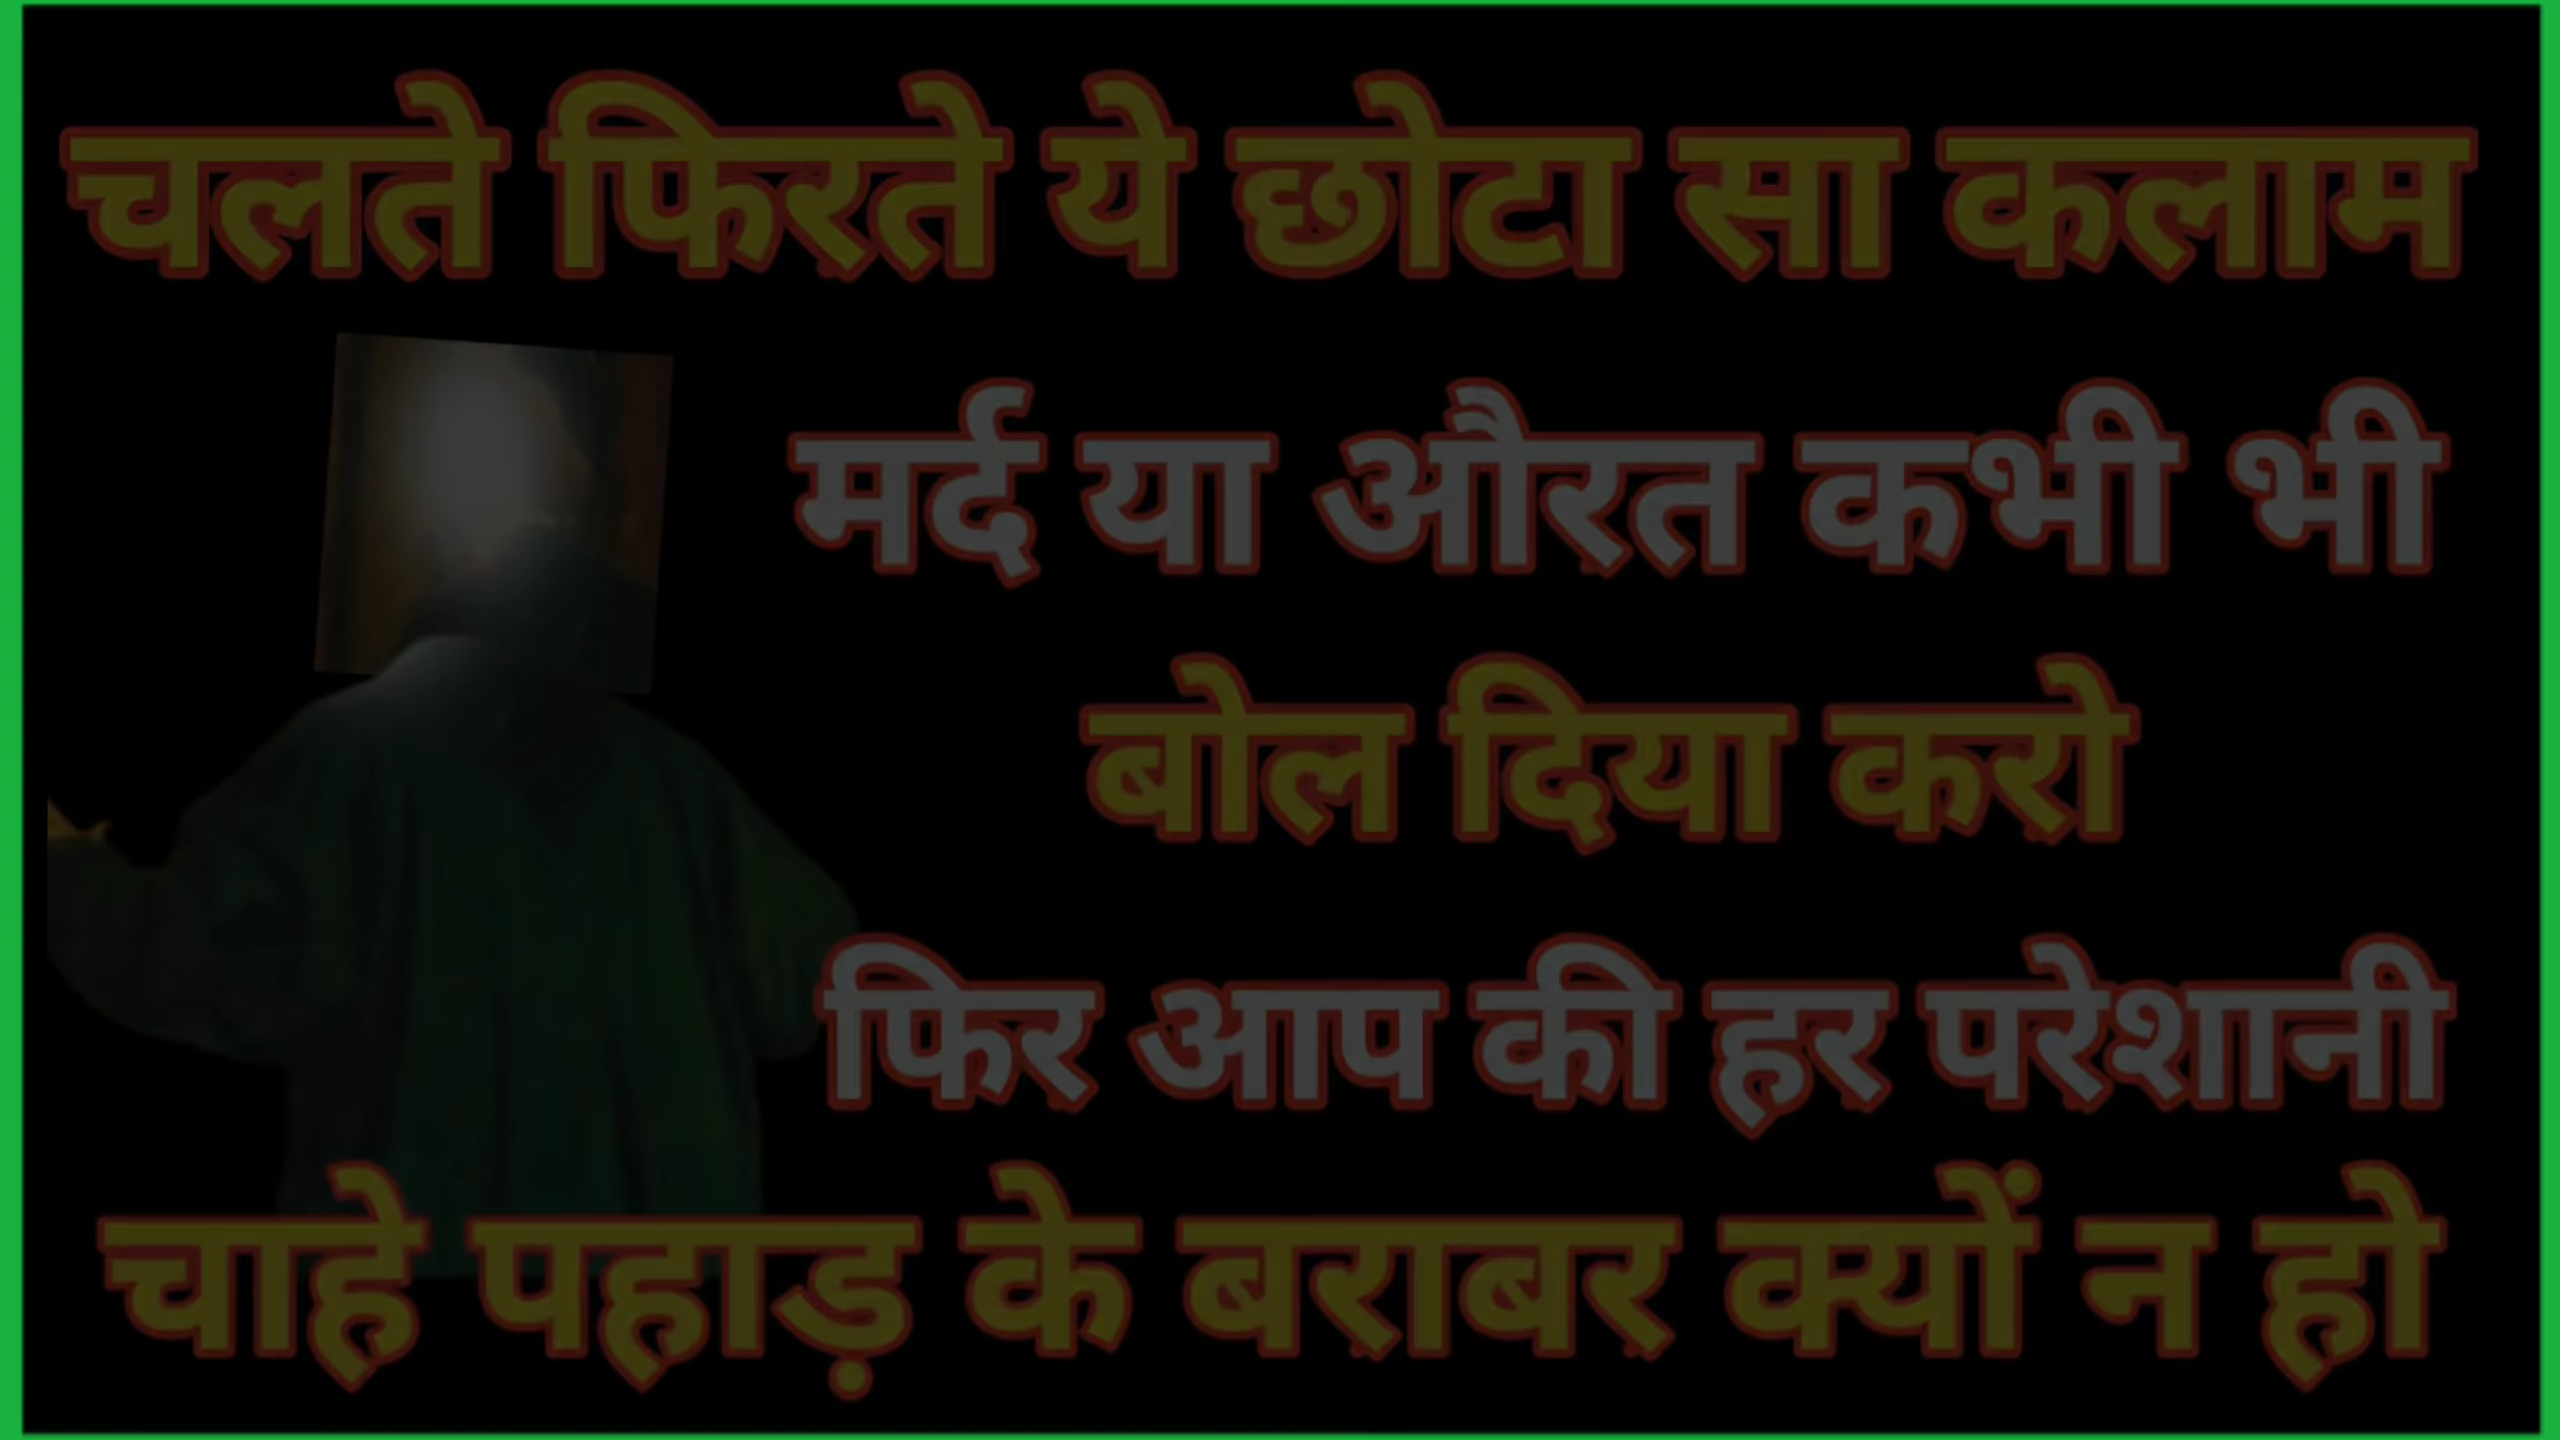 चलते फिरते ये छोटा सा कलाम
मर्द या औरत कभी भी
बोल दिया करो
फिर आप की हर परेशानी
चाहे पहाड़ के बराबर क्यों न हो